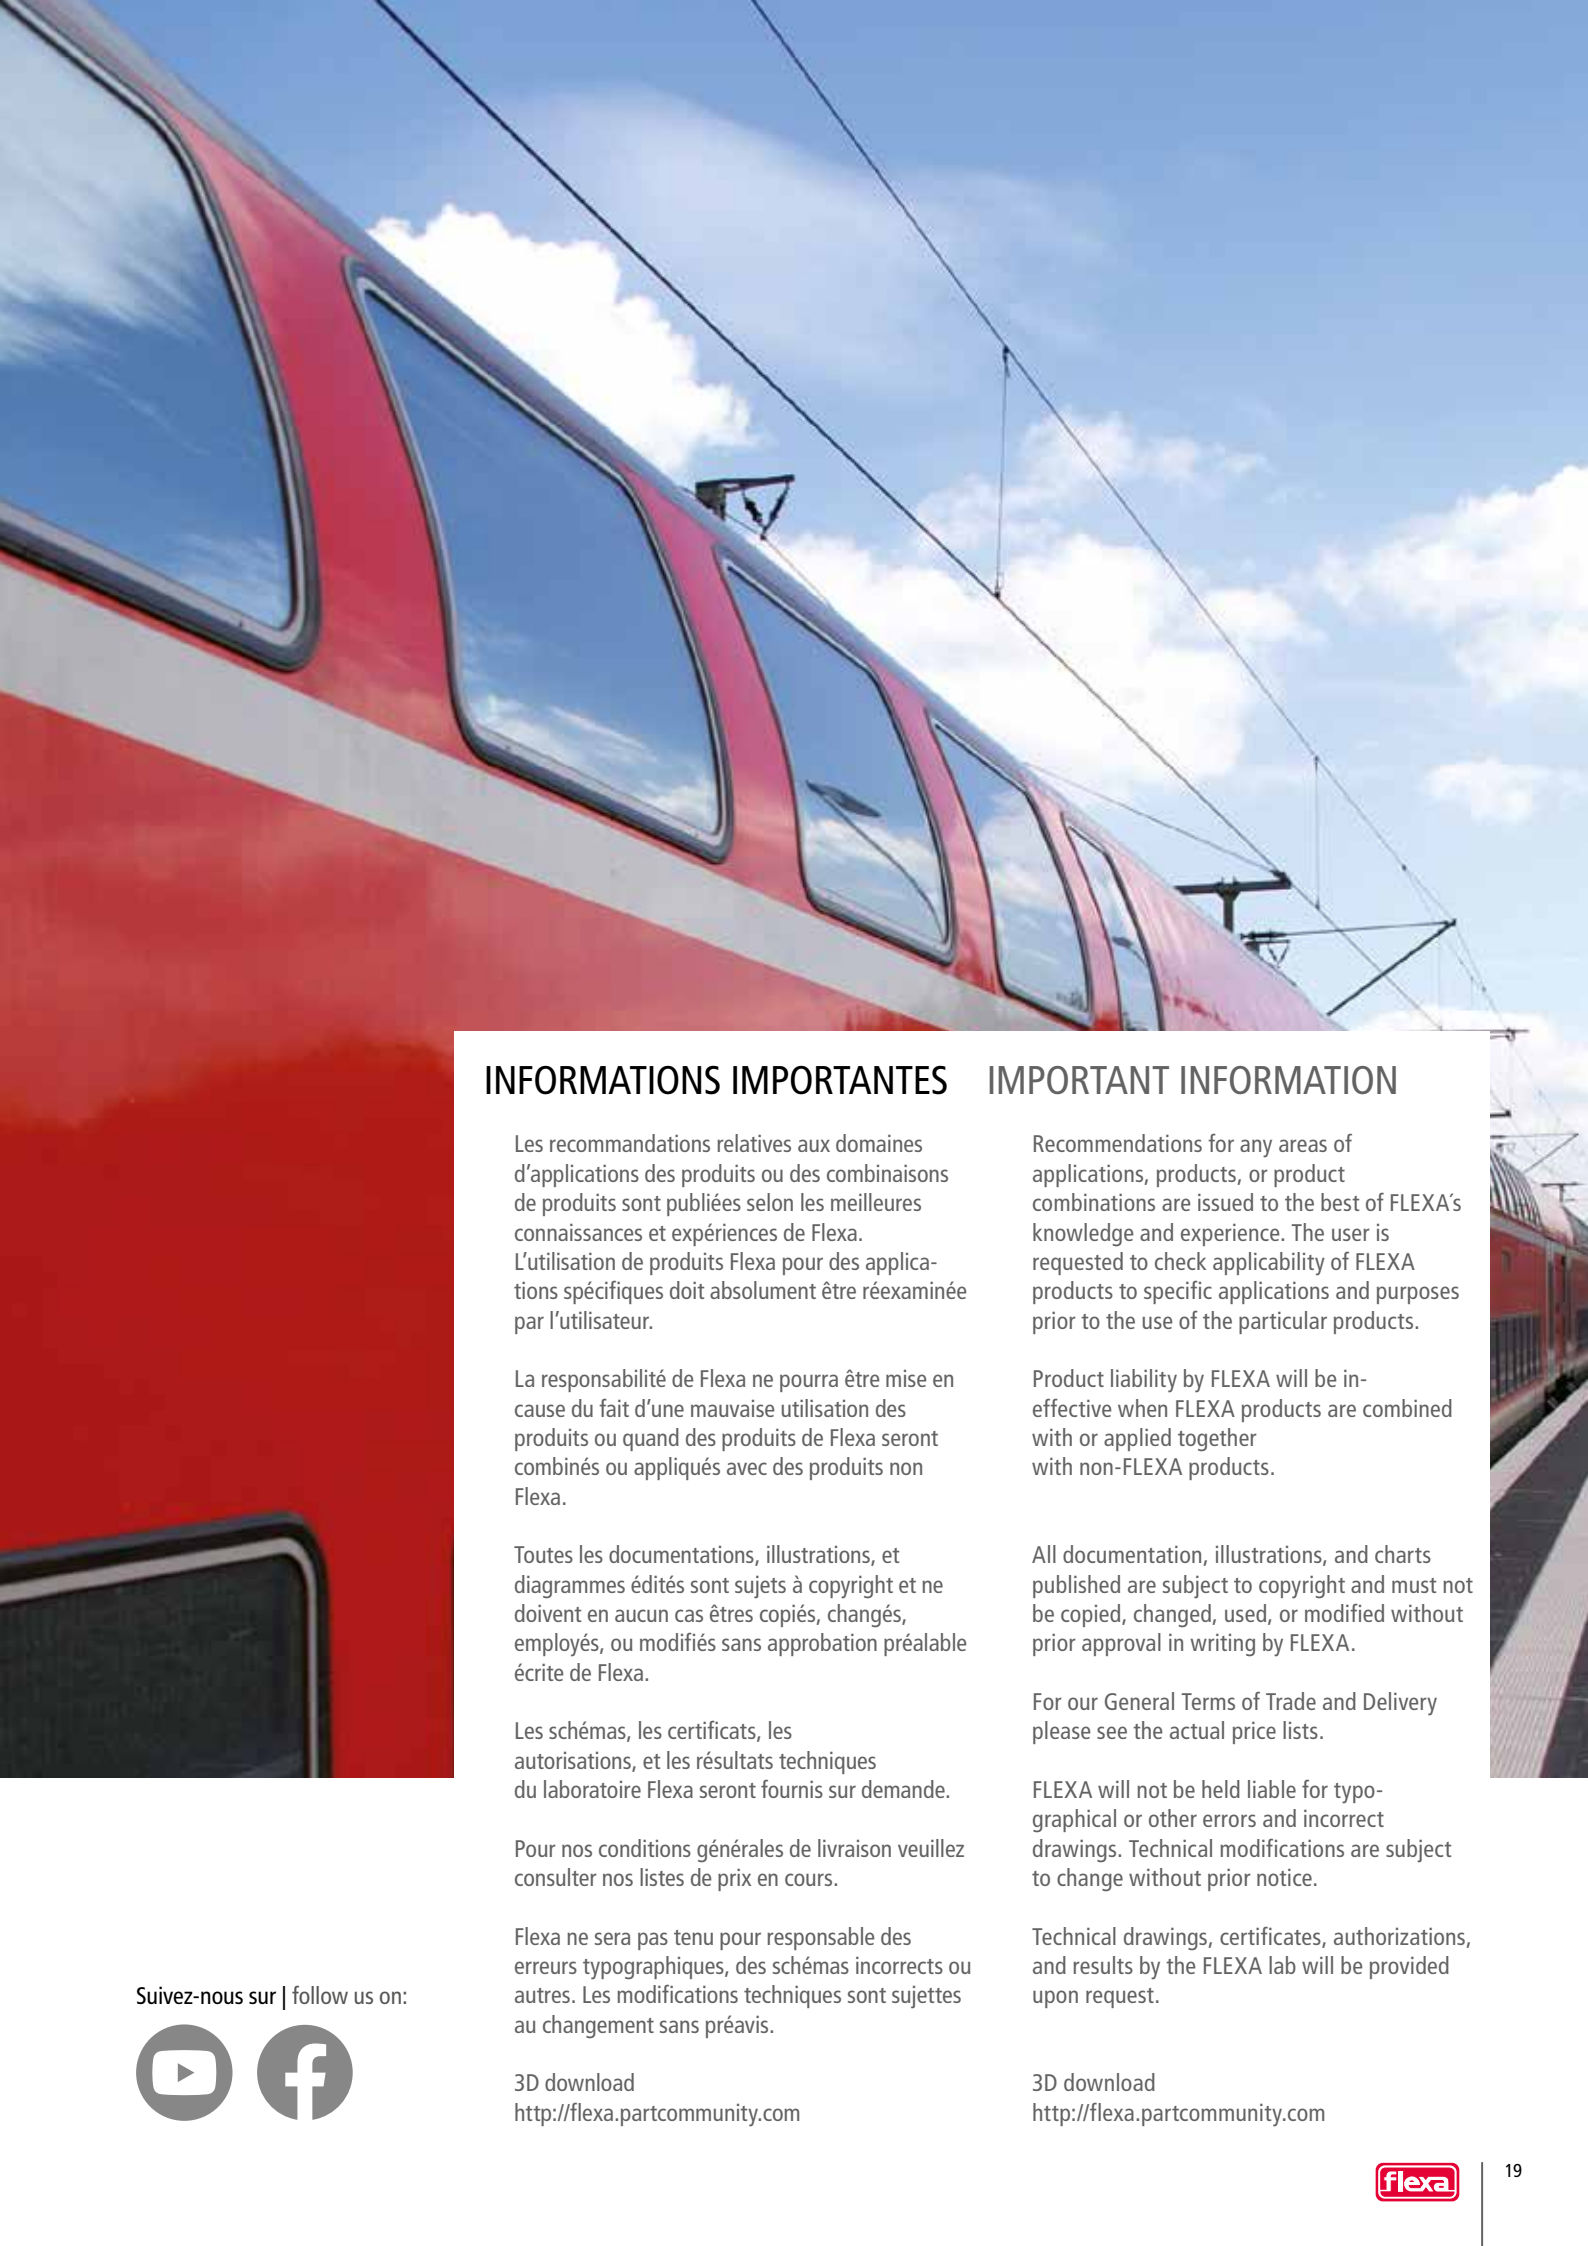 INFORMATIONS IMPORTANTES
Les recommandations relatives aux domaines
d’applications des produits ou des combinaisons
de produits sont publiées selon les meilleures
connaissances et expériences de Flexa.
L’utilisation de produits Flexa pour des applica-
tions spécifiques doit absolument être réexaminée
par l’utilisateur.
La responsabilité de Flexa ne pourra être mise en
cause du fait d’une mauvaise utilisation des
produits ou quand des produits de Flexa seront
combinés ou appliqués avec des produits non
Flexa.
Toutes les documentations, illustrations, et
diagrammes édités sont sujets à copyright et ne
doivent en aucun cas êtres copiés, changés,
employés, ou modifiés sans approbation préalable
écrite de Flexa.
Les schémas, les certificats, les
autorisations, et les résultats techniques
du laboratoire Flexa seront fournis sur demande.
Pour nos conditions générales de livraison veuillez
consulter nos listes de prix en cours.
Flexa ne sera pas tenu pour responsable des
erreurs typographiques, des schémas incorrects ou
autres. Les modifications techniques sont sujettes
au changement sans préavis.
3D download
http://flexa.partcommunity.com
IMPORTANT INFORMATION
Recommendations for any areas of
applications, products, or product
combinations are issued to the best of FLEXA´s
knowledge and experience. The user is
requested to check applicability of FLEXA
products to specific applications and purposes
prior to the use of the particular products.
Product liability by FLEXA will be in-
effective when FLEXA products are combined
with or applied together
with non-FLEXA products.
All documentation, illustrations, and charts
published are subject to copyright and must not
be copied, changed, used, or modified without
prior approval in writing by FLEXA.
For our General Terms of Trade and Delivery
please see the actual price lists.
FLEXA will not be held liable for typo-
graphical or other errors and incorrect
drawings. Technical modifications are subject
to change without prior notice.
Technical drawings, certificates, authorizations,
and results by the FLEXA lab will be provided
upon request.
3D download
http://flexa.partcommunity.com
Suivez-nous sur | follow us on:
flexa
19